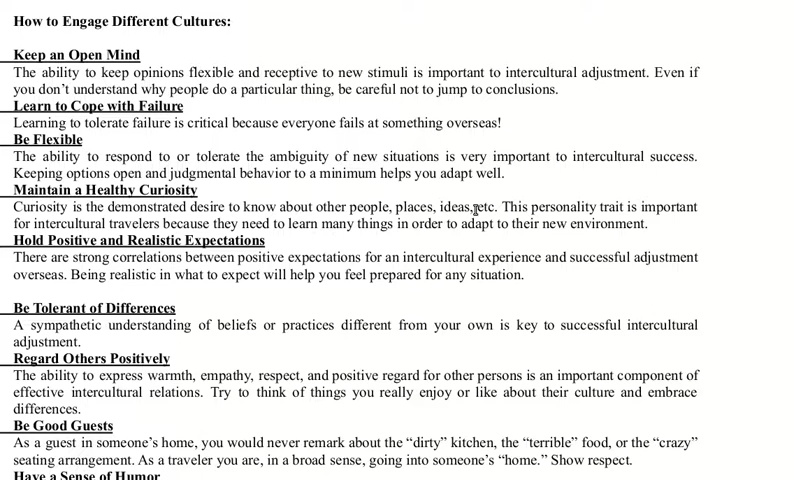 How to Engage Different Cultures:
Keep an Open Mind
The ability to keep opinions flexible and receptive to new stimuli is important to intercultural adjustment. Even if
you don’t understand why people do a particular thing, be careful not to jump to conclusions.
Learn to Cope with Failure
Learning to tolerate failure is critical because everyone fails at something overseas!
Be Flexible
The ability to respond to or tolerate the ambiguity of new situations is very important to intercultural success.
Keeping options open and judgmental behavior to a minimum helps you adapt well.
Maintain a Healthy Curiosity
Curiosity is the demonstrated desire to know about other people, places, ideas, etc. This personality trait is important
for intercultural travelers because they need to learn many things in order to adapt to their new environment.
Hold Positive and Realistic Expectations
There are strong correlations between positive expectations for an intercultural experience and successful adjustment
overseas. Being realistic in what to expect will help you feel prepared for any situation.
Be Tolerant of Differences
A sympathetic understanding of beliefs or practices different from your own is key to successful intercultural
adjustment.
Regard Others Positively
The ability to express warmth, empathy, respect, and positive regard for other persons is an important component of
effective intercultural relations. Try to think of things you really enjoy or like about their culture and embrace
differences.
Be Good Guests
As a guest in someone’s home, you would never remark about the “dirty” kitchen, the “terrible” food, or the “crazy”
seating arrangement. As a traveler you are, in a broad sense, going into someone’s “home.” Show respect.
Have a Sense of Humor